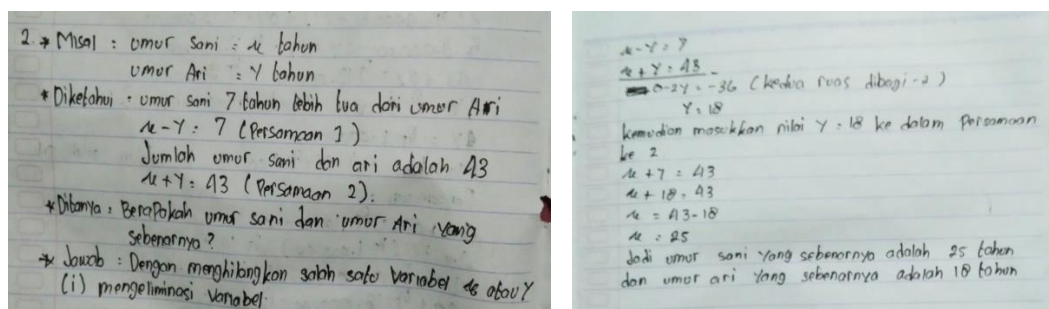 2. * Misal : umur Sani = x tahun
umur Ari = y tahun
* Diketahui : umur sani 7 tahun lebih tua dari umur Ari
x - y = 7 (Persamaan 1)
Jumlah umur sani dan ari adalah 43
x + y = 43 (Persamaan 2).
* Ditanya : Berapakah umur sani dan umur Ari yang
sebenarnya ?
* Jawab : Dengan menghilangkan salah satu variabel x atau y
(i) mengeliminasi variabel
x - y = 7
x + y = 43 -
0 - 2y = -36 (kedua ruas dibagi -2)
y = 18
kemudian masukkan nilai y = 18 ke dalam persamaan
ke 2
x + 7 = 43
x + 18 = 43
x = 43 - 18
x = 25
Jadi umur sani yang sebenarnya adalah 25 tahun
dan umur ari yang sebenarnya adalah 18 tahun